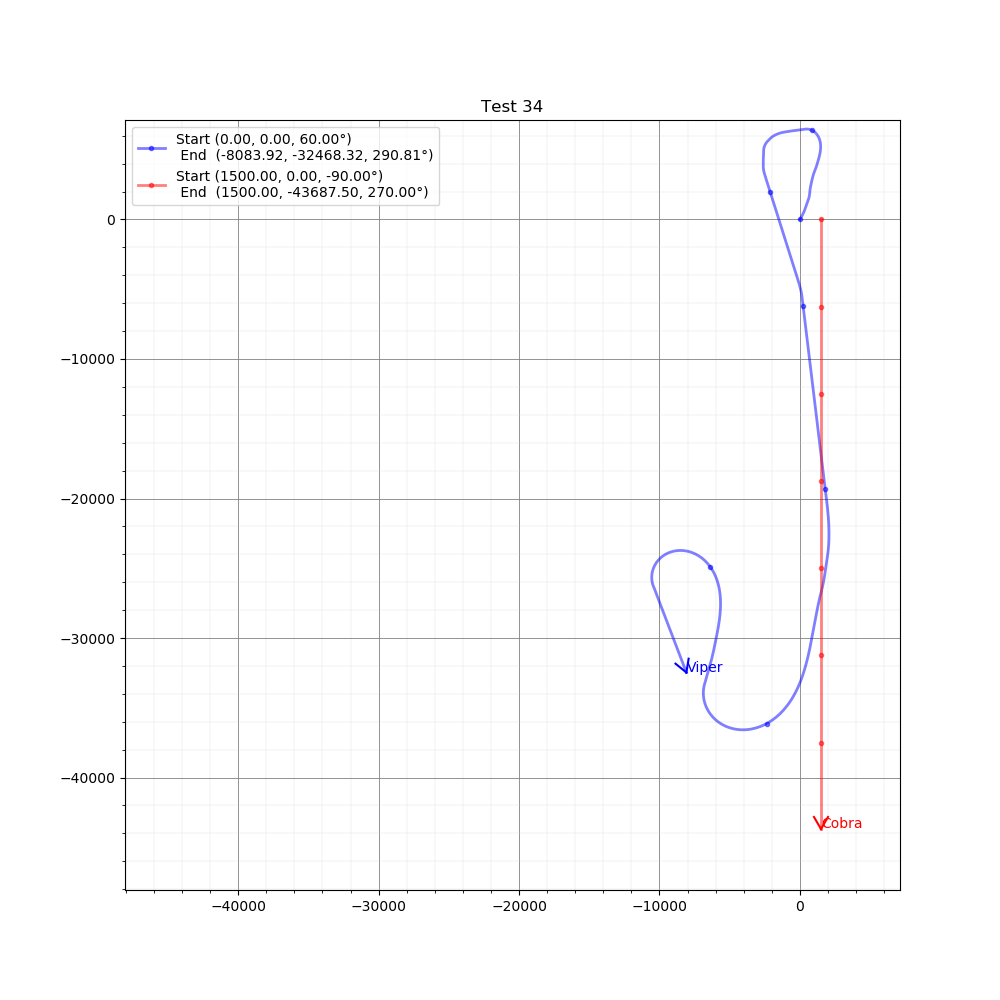 Test 34
Start (0.00, 0.00, 60.00°)
End (-8083.92, -32468.32, 290.81°)
Start (1500.00, 0.00, -90.00°)
End (1500.00, -43687.50, 270.00°)
0
−10000
−20000
−30000
−40000
Viper
Cobra
−40000
−30000
−20000
−10000
0